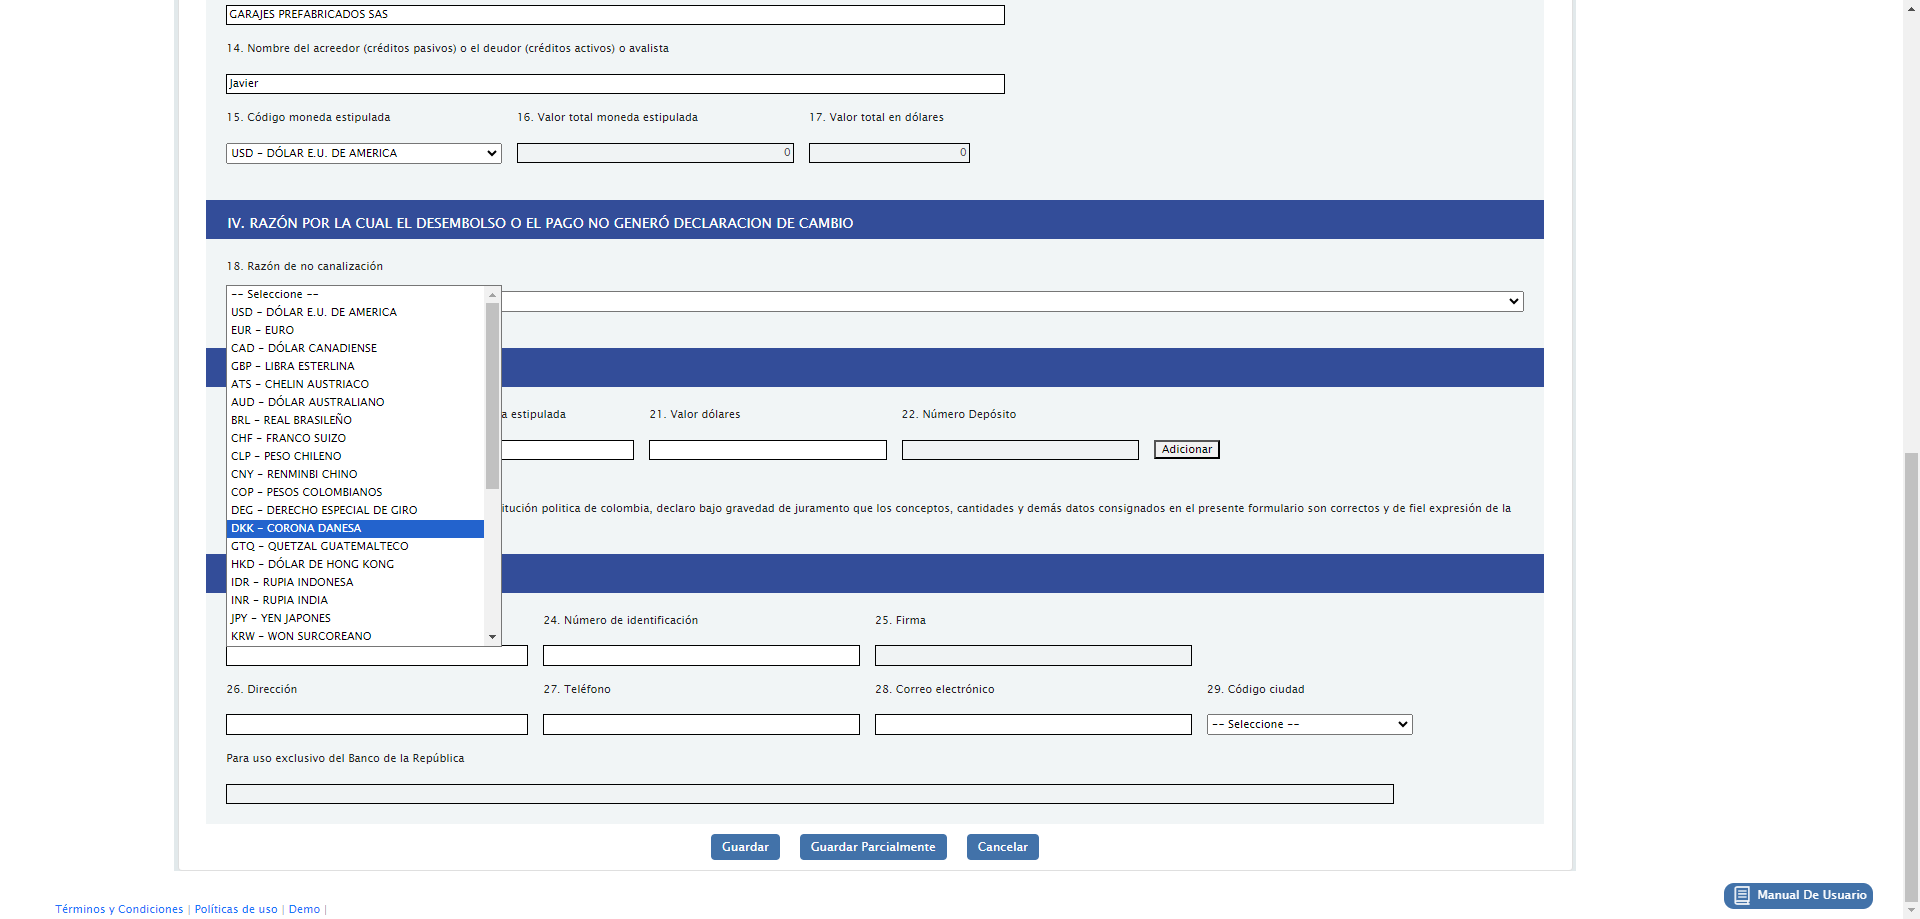 GARAJES PREFABRICADOS SAS
14. Nombre del acreedor (créditos pasivos) o el deudor (créditos activos) o avalista
Javier
15. Código moneda estipulada 16. Valor total moneda estipulada 17. Valor total en dólares
USD - DÓLAR E.U. DE AMERICA 0 0
IV. RAZÓN POR LA CUAL EL DESEMBOLSO O EL PAGO NO GENERÓ DECLARACION DE CAMBIO
18. Razón de no canalización
-- Seleccione --
USD - DÓLAR E.U. DE AMERICA
EUR - EURO
CAD - DÓLAR CANADIENSE
GBP - LIBRA ESTERLINA
ATS - CHELIN AUSTRIACO
AUD - DÓLAR AUSTRALIANO
BRL - REAL BRASILEÑO
CHF - FRANCO SUIZO
CLP - PESO CHILENO
CNY - RENMINBI CHINO
COP - PESOS COLOMBIANOS
DEG - DERECHO ESPECIAL DE GIRO
DKK - CORONA DANESA
GTQ - QUETZAL GUATEMALTECO
HKD - DÓLAR DE HONG KONG
IDR - RUPIA INDONESA
INR - RUPIA INDIA
JPY - YEN JAPONES
KRW - WON SURCOREANO
a estipulada 21. Valor dólares 22. Número Depósito
Adicionar
itución politica de colombia, declaro bajo gravedad de juramento que los conceptos, cantidades y demás datos consignados en el presente formulario son correctos y de fiel expresión de la
24. Número de identificación 25. Firma
26. Dirección 27. Teléfono 28. Correo electrónico 29. Código ciudad
-- Seleccione --
Para uso exclusivo del Banco de la República
Guardar Guardar Parcialmente Cancelar
Manual De Usuario
Términos y Condiciones | Políticas de uso | Demo |